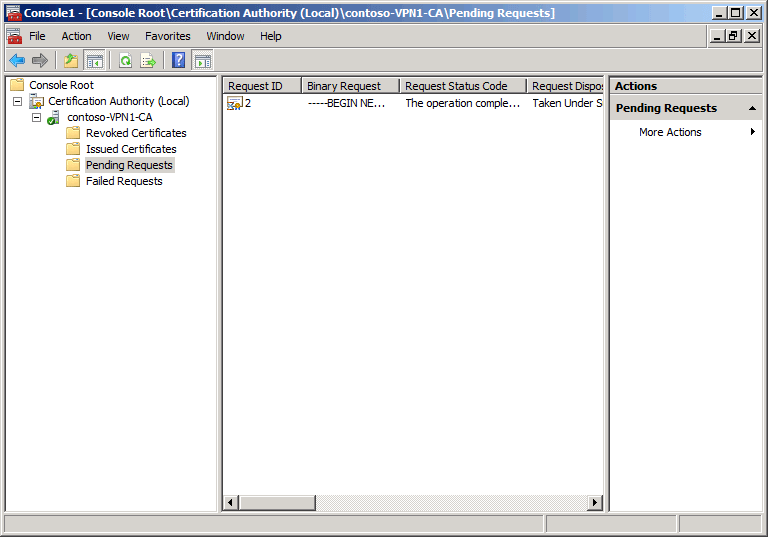 Console1 - [Console Root\Certification Authority (Local)\contoso-VPN1-CA\Pending Requests]
File Action View Favorites Window Help
Console Root
Certification Authority (Local)
contoso-VPN1-CA
Revoked Certificates
Issued Certificates
Pending Requests
Failed Requests
Request ID Binary Request Request Status Code Request Dispos
2 -----BEGIN NE... The operation comple... Taken Under S
Actions
Pending Requests
More Actions